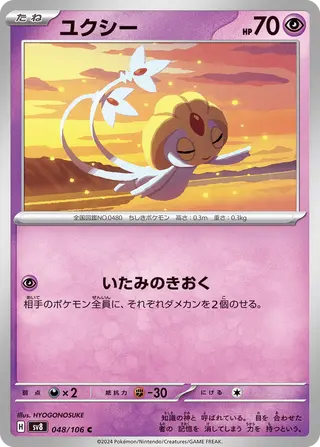 たね
ユクシー
HP70
全国図鑑NO.0480 ちしきポケモン 高さ:0.3m 重さ:0.3kg
いたみのきおく
相手のポケモン全員に、それぞれダメカンを2個のせる。
弱点 ×2 抵抗力 -30 にげる
illus. HYOGONOSUKE
H sv8 048/106 C
知識の神と呼ばれている。目を合わせた
者の 記憶を 消してしまう 力を 持つという。
©2024 Pokémon/Nintendo/Creatures/GAME FREAK.